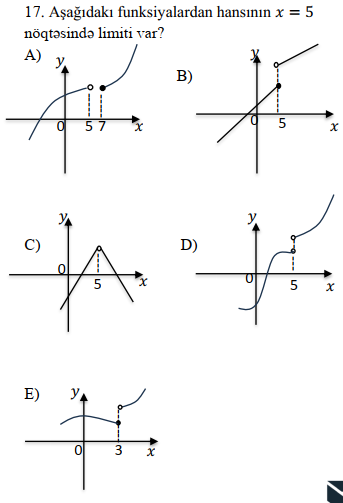 17. Aşağıdakı funksiyalardan hansının x = 5
nöqtəsində limiti var?
A) y
0 5 7 x
B) y
0 5 x
C) y
0 5 x
D) y
0 5 x
E) y
0 3 x